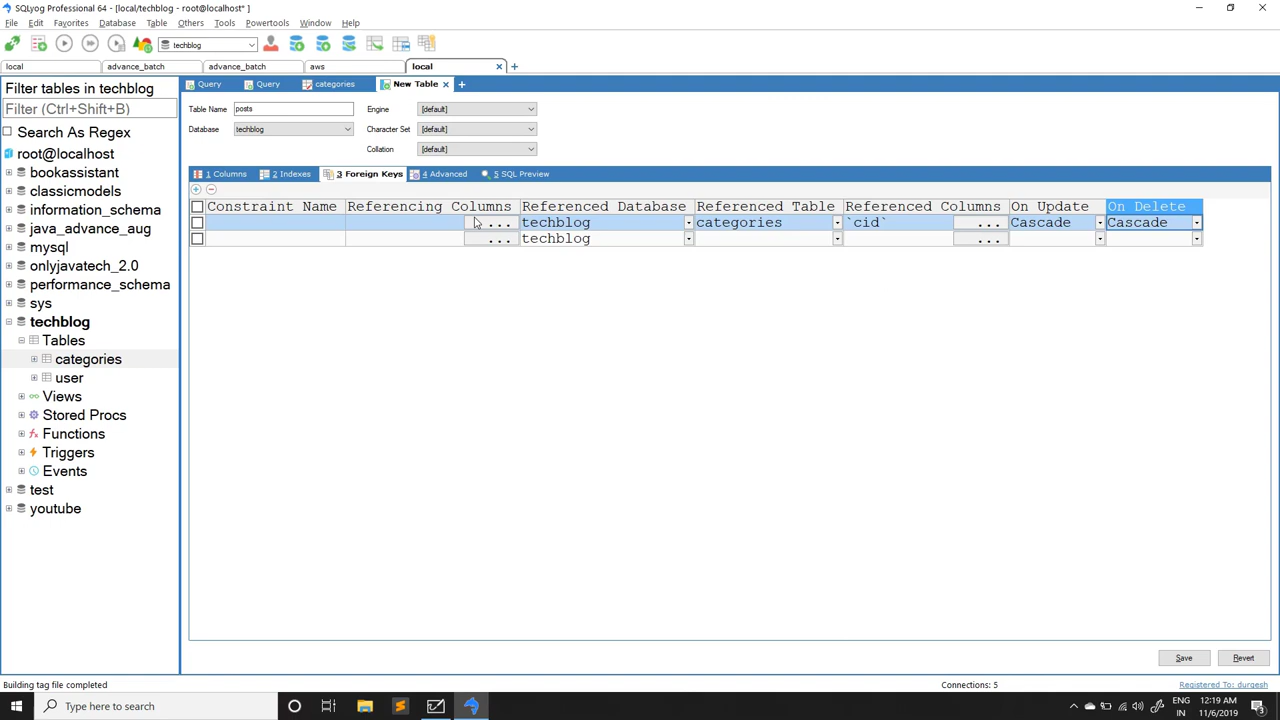 SQLyog Professional 64 - [local/techblog - root@localhost* ]
File Edit Favorites Database Table Others Tools Powertools Window Help
techblog
local advance_batch advance_batch aws local
Filter tables in techblog
Filter (Ctrl+Shift+B)
Search As Regex
root@localhost
bookassistant
classicmodels
information_schema
java_advance_aug
mysql
onlyjavatech_2.0
performance_schema
sys
techblog
Tables
categories
user
Views
Stored Procs
Functions
Triggers
Events
test
youtube
Query Query categories New Table
Table Name posts Engine [default]
Database techblog Character Set [default]
Collation [default]
1 Columns 2 Indexes 3 Foreign Keys 4 Advanced 5 SQL Preview
Constraint Name Referencing Columns Referenced Database Referenced Table Referenced Columns On Update On Delete
... techblog categories `cid` ... Cascade Cascade
... techblog ...
Save Revert
Building tag file completed Connections: 5 Registered To: durgesh
Type here to search
ENG 12:19 AM
IN 11/6/2019 3